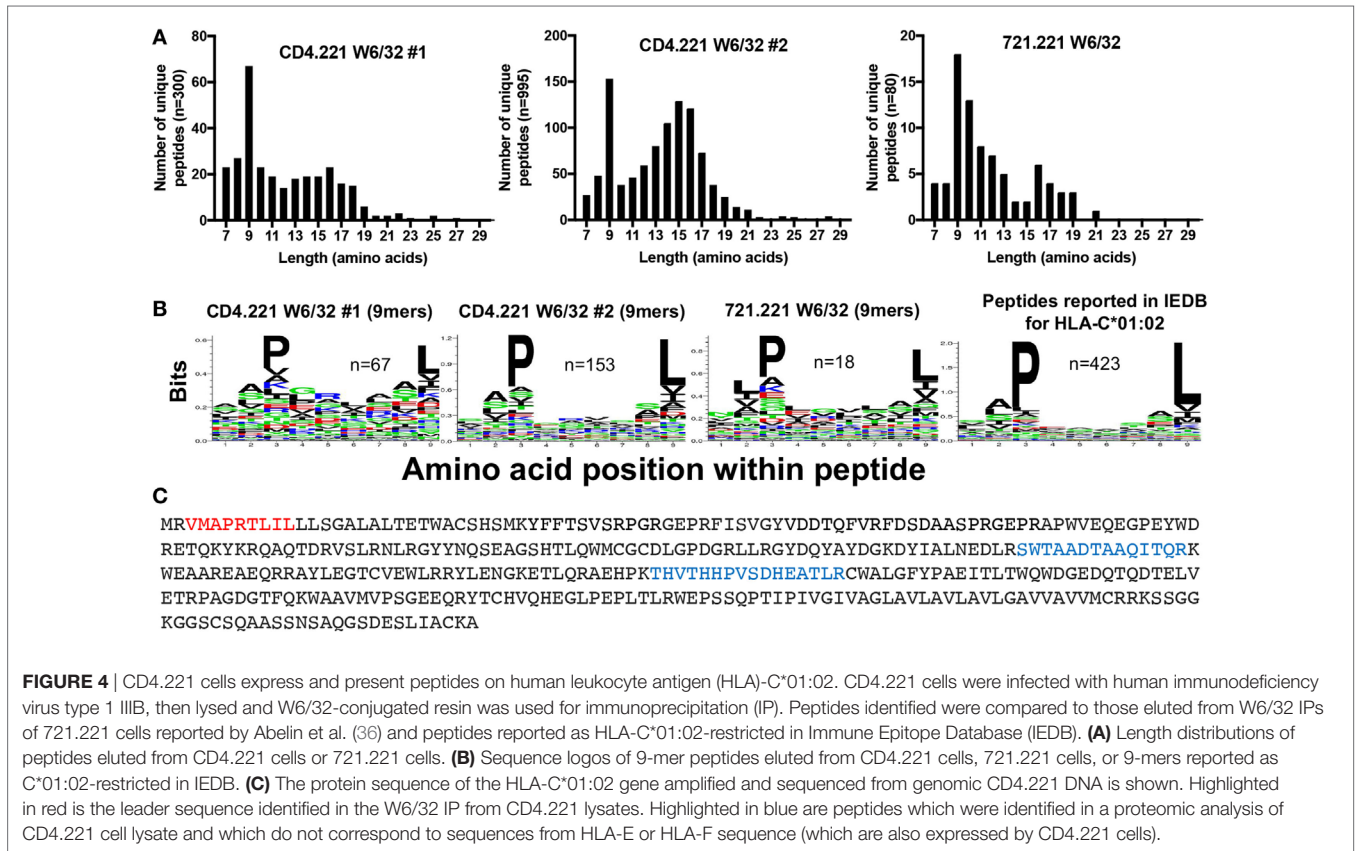 A
CD4.221 W6/32 #1
CD4.221 W6/32 #2
721.221 W6/32
Number of unique
peptides (n=300)
80
60
40
20
0
7 9 11 13 15 17 19 21 23 25 27 29
Length (amino acids)
Number of unique
peptides (n=995)
200
150
100
50
0
7 9 11 13 15 17 19 21 23 25 27 29
Length (amino acids)
Number of unique
peptides (n=80)
20
15
10
5
0
7 9 11 13 15 17 19 21 23 25 27 29
Length (amino acids)
B
CD4.221 W6/32 #1 (9mers)
CD4.221 W6/32 #2 (9mers)
721.221 W6/32 (9mers)
Peptides reported in IEDB
for HLA-C*01:02
Bits
n=67
n=153
n=18
n=423
P L
P L
P L
P L
Amino acid position within peptide
C
MRVMAPRTLILLLSGALALTETWACSHSMKYFFTSVSRPGRGEPRFISVGYVDDTQFVRFDSDAASPRGEPRAPWVEQEGPEYWD
RETQKYKRQAQTDRVSLRNLRGYYNQSEAGSHTLQWMCGCDLGPDGRLLRGYDQYAYDGKDYIALNEDLRSWTAADTAAQITQRK
WEAAREAEQRRAYLEGTCVEWLRRYLENGKETLQRAEHPKTHVTHHPVSDHEATLRCWALGFYPAEITLTWQWDGEDQTQDTELV
ETRPAGDGTFQKWAAVMVPSGEEQRYTCHVQHEGLPEPLTLRWEPSSQPTIPIVGIVAGLAVLAVLAVLGAVVAVVMCRRKSSGG
KGGSCSQAASSNSAQGSDESLIACKA
FIGURE 4 | CD4.221 cells express and present peptides on human leukocyte antigen (HLA)-C*01:02. CD4.221 cells were infected with human immunodeficiency
virus type 1 IIIB, then lysed and W6/32-conjugated resin was used for immunoprecipitation (IP). Peptides identified were compared to those eluted from W6/32 IPs
of 721.221 cells reported by Abelin et al. (36) and peptides reported as HLA-C*01:02-restricted in Immune Epitope Database (IEDB). (A) Length distributions of
peptides eluted from CD4.221 cells or 721.221 cells. (B) Sequence logos of 9-mer peptides eluted from CD4.221 cells, 721.221 cells, or 9-mers reported as
C*01:02-restricted in IEDB. (C) The protein sequence of the HLA-C*01:02 gene amplified and sequenced from genomic CD4.221 DNA is shown. Highlighted
in red is the leader sequence identified in the W6/32 IP from CD4.221 lysates. Highlighted in blue are peptides which were identified in a proteomic analysis of
CD4.221 cell lysate and which do not correspond to sequences from HLA-E or HLA-F sequence (which are also expressed by CD4.221 cells).